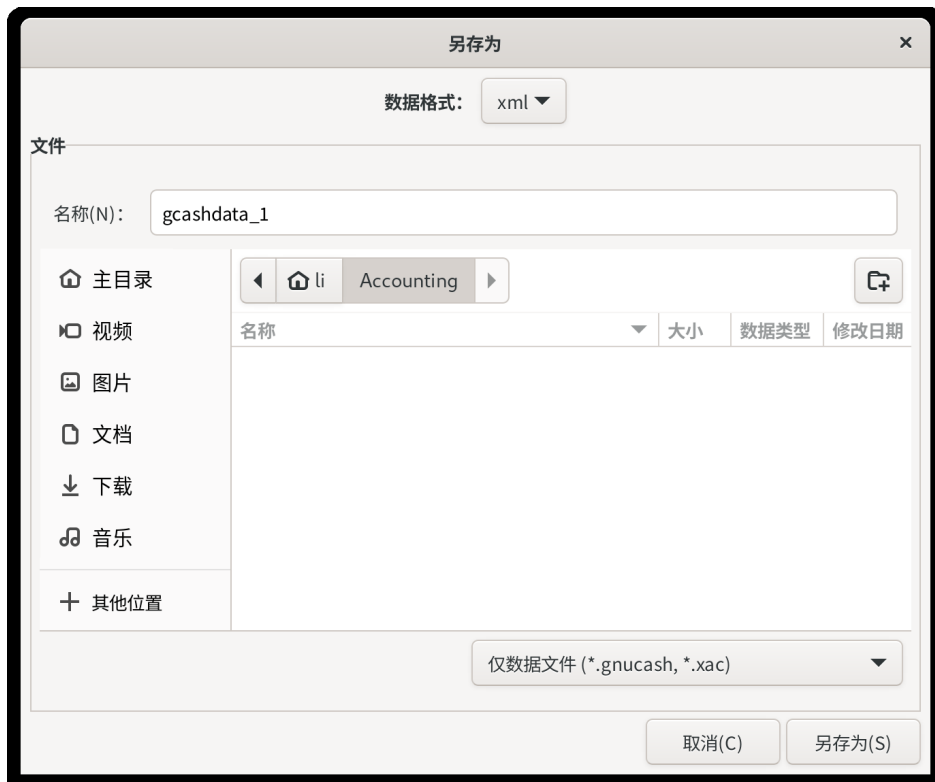 另存为
数据格式： xml
文件
名称(N)： gcashdata_1
主目录
视频
图片
文档
下载
音乐
其他位置
li Accounting
名称 大小 数据类型 修改日期
仅数据文件 (*.gnucash, *.xac)
取消(C) 另存为(S)